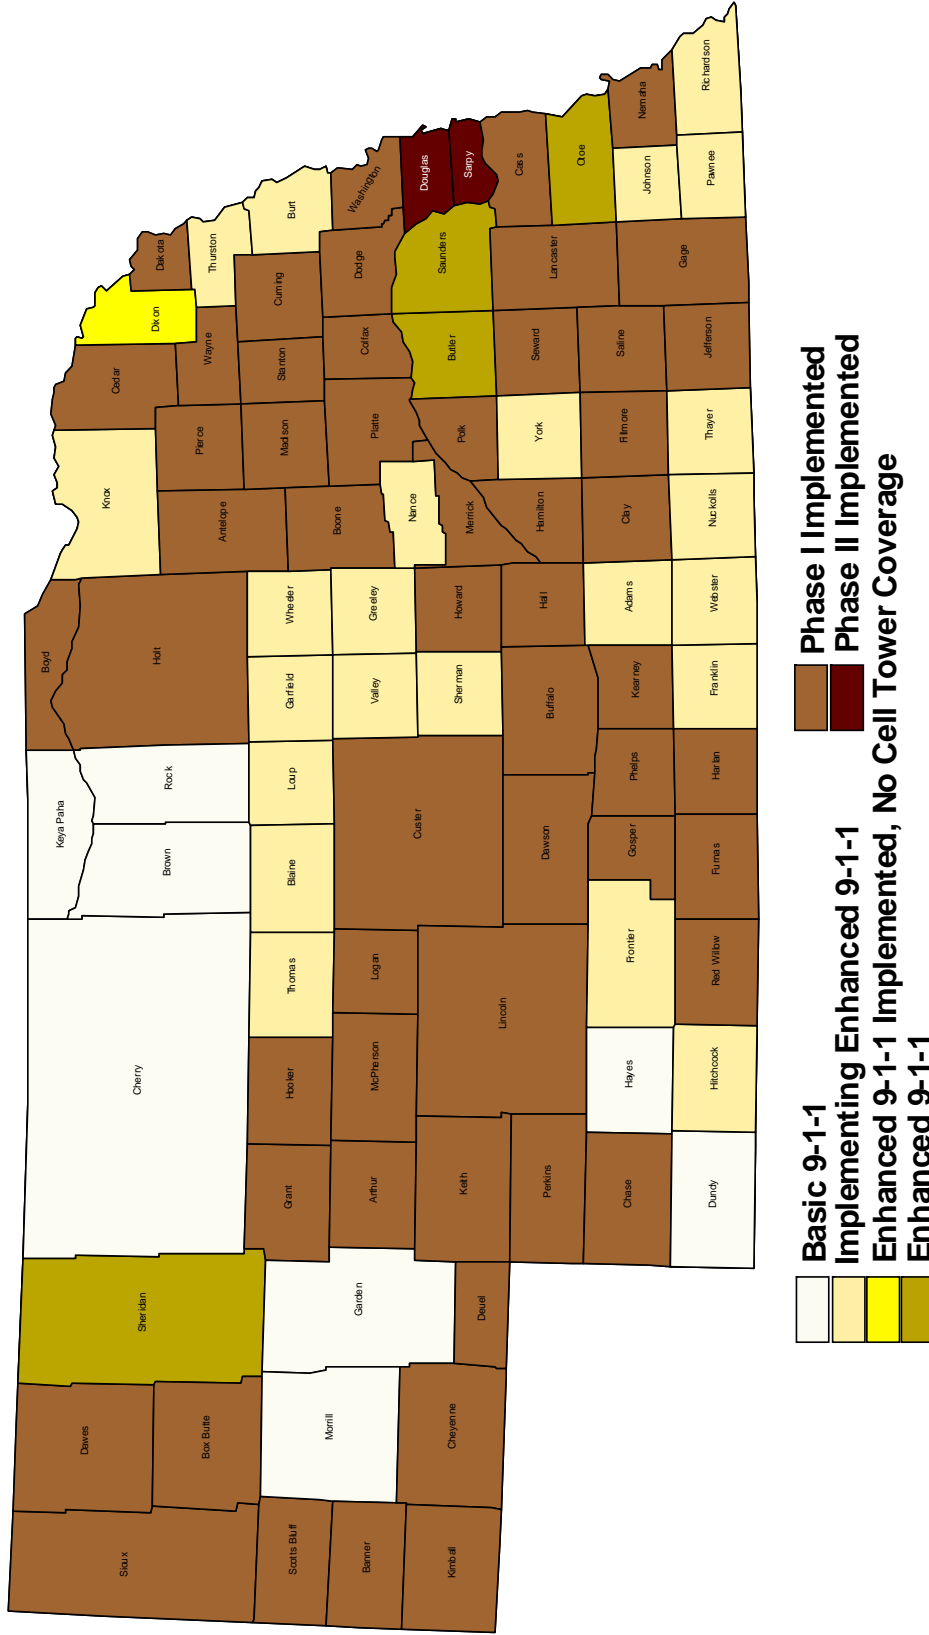 Sioux
Dawes
Box Butte
Sheridan
Scotts Bluff
Banner
Kimball
Morrill
Cheyenne
Garden
Deuel
Cherry
Keya Paha
Brown
Rock
Boyd
Holt
Knox
Cedar
Dixon
Dakota
Thurston
Wayne
Pierce
Antelope
Grant
Hooker
Thomas
Blaine
Loup
Garfield
Wheeler
Boone
Madison
Stanton
Cuming
Burt
Washington
Dodge
Colfax
Platte
Nance
Arthur
McPherson
Logan
Custer
Valley
Greeley
Sherman
Howard
Merrick
Polk
Butler
Saunders
Douglas
Sarpy
Keith
Lincoln
Perkins
Dawson
Buffalo
Hall
Hamilton
York
Seward
Lancaster
Cass
Otoe
Chase
Hayes
Frontier
Gosper
Phelps
Kearney
Adams
Clay
Fillmore
Saline
Gage
Johnson
Nemaha
Dundy
Hitchcock
Red Willow
Furnas
Harlan
Franklin
Webster
Nuckolls
Thayer
Jefferson
Pawnee
Richardson
Basic 9-1-1
Implementing Enhanced 9-1-1
Enhanced 9-1-1 Implemented, No Cell Tower Coverage
Enhanced 9-1-1
Phase I Implemented
Phase II Implemented